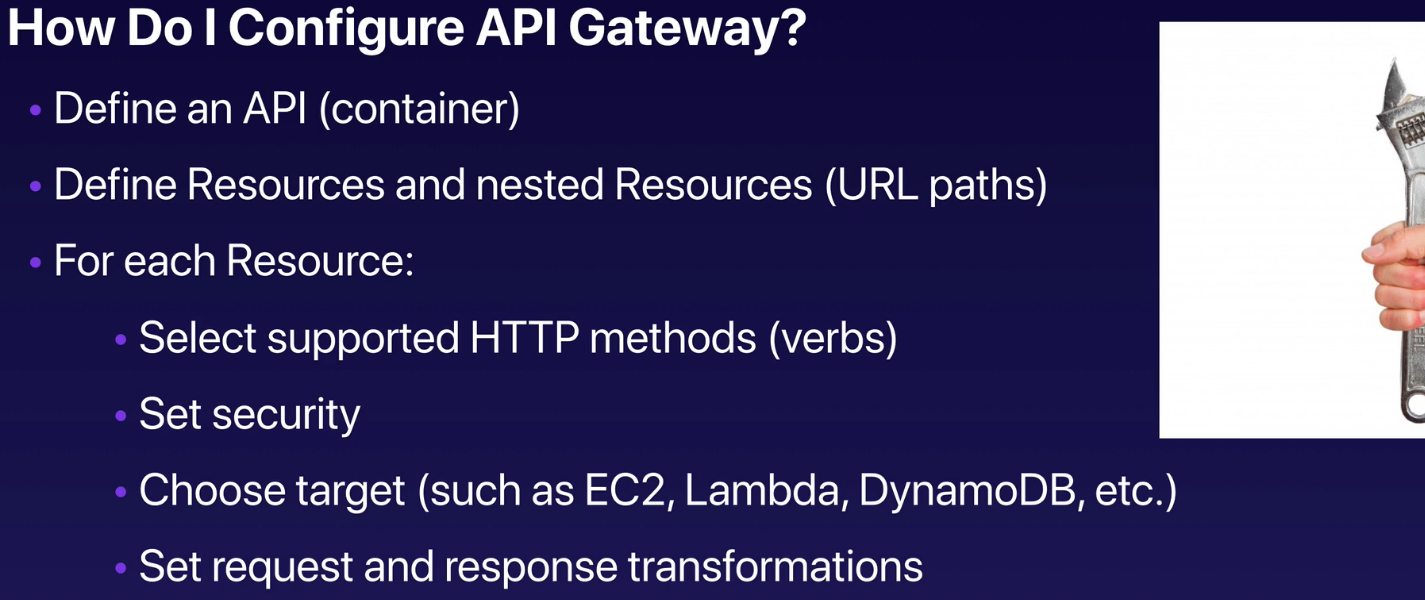 How Do I Configure API Gateway?
• Define an API (container)
• Define Resources and nested Resources (URL paths)
• For each Resource:
• Select supported HTTP methods (verbs)
• Set security
• Choose target (such as EC2, Lambda, DynamoDB, etc.)
• Set request and response transformations